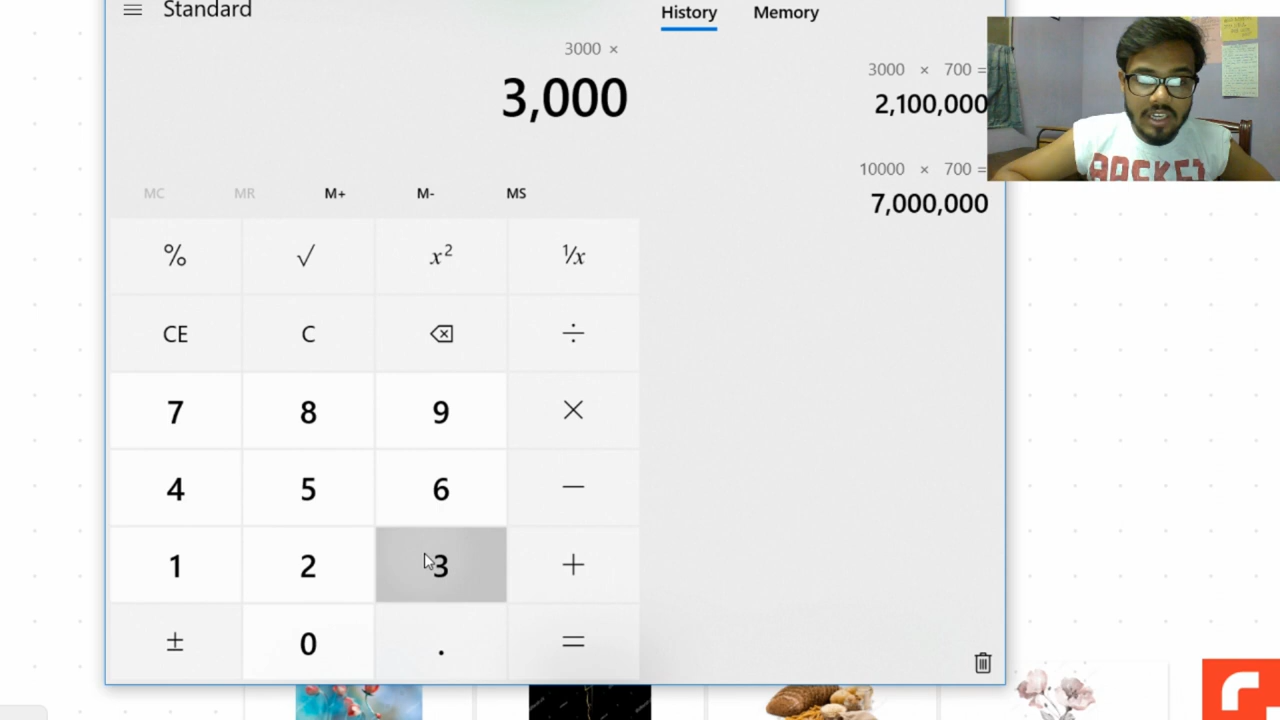 Standard
History Memory
3000 ×
3,000
3000 × 700 =
2,100,000
10000 × 700 =
7,000,000
MC MR M+ M- MS
% √ x² ¹/x
CE C ÷
7 8 9 ×
4 5 6 −
1 2 3 +
± 0 . =